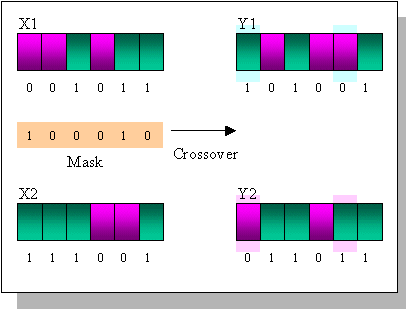 X1 Y1
0 0 1 0 1 1 1 0 1 0 0 1
1 0 0 0 1 0
Mask Crossover
X2 Y2
1 1 1 0 0 1 0 1 1 0 1 1